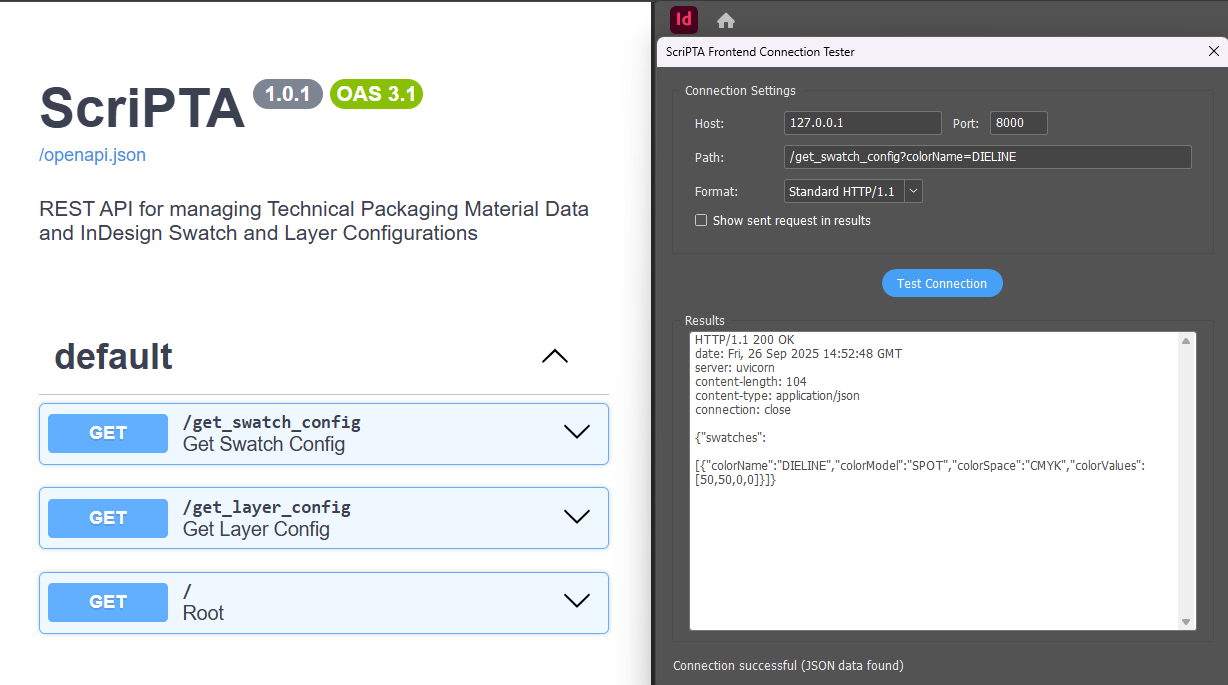 ScriPTA 1.0.1 OAS 3.1
/openapi.json
REST API for managing Technical Packaging Material Data
and InDesign Swatch and Layer Configurations
default
GET /get_swatch_config
Get Swatch Config
GET /get_layer_config
Get Layer Config
GET /
Root
Id
ScriPTA Frontend Connection Tester
Connection Settings
Host: 127.0.0.1 Port: 8000
Path: /get_swatch_config?colorName=DIELINE
Format: Standard HTTP/1.1
Show sent request in results
Test Connection
Results
HTTP/1.1 200 OK
date: Fri, 26 Sep 2025 14:52:48 GMT
server: uvicorn
content-length: 104
content-type: application/json
connection: close
{"swatches":
[{"colorName":"DIELINE","colorModel":"SPOT","colorSpace":"CMYK","colorValues":
[50,50,0,0]}]}
Connection successful (JSON data found)